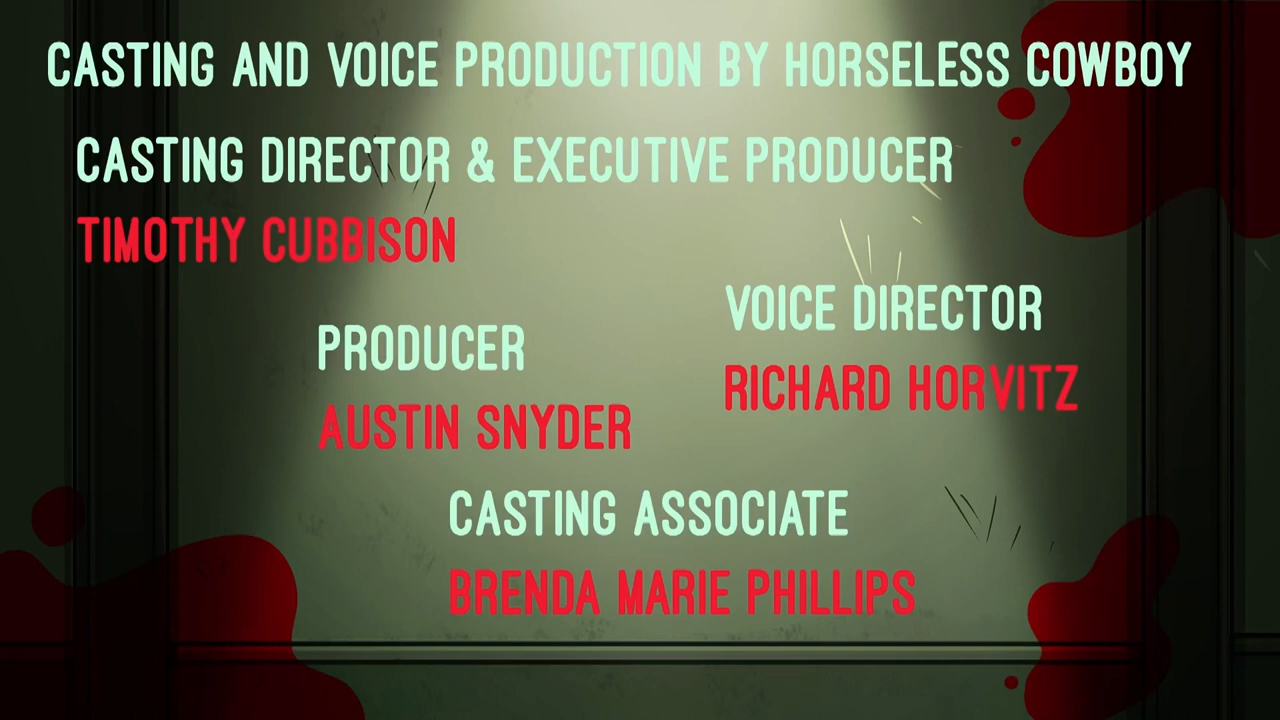 CASTING AND VOICE PRODUCTION BY HORSELESS COWBOY
CASTING DIRECTOR & EXECUTIVE PRODUCER
TIMOTHY CUBBISON
VOICE DIRECTOR
RICHARD HORVITZ
PRODUCER
AUSTIN SNYDER
CASTING ASSOCIATE
BRENDA MARIE PHILLIPS